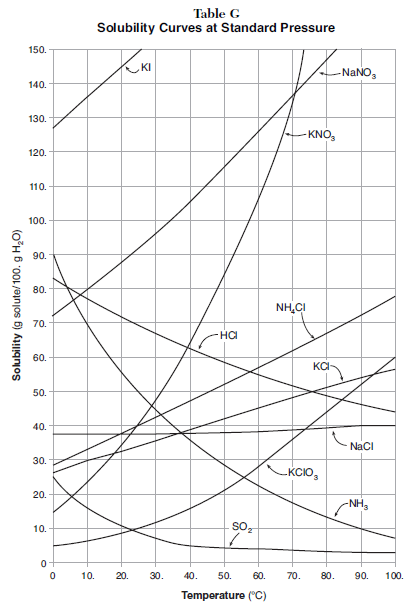 Table G
Solubility Curves at Standard Pressure
Solubility (g solute/100. g H₂O)
150.
140.
130.
120.
110.
100.
90.
80.
70.
60.
50.
40.
30.
20.
10.
0
KI
NaNO₃
KNO₃
NH₄Cl
HCl
KCl
NaCl
KClO₃
NH₃
SO₂
0 10. 20. 30. 40. 50. 60. 70. 80. 90. 100.
Temperature (°C)